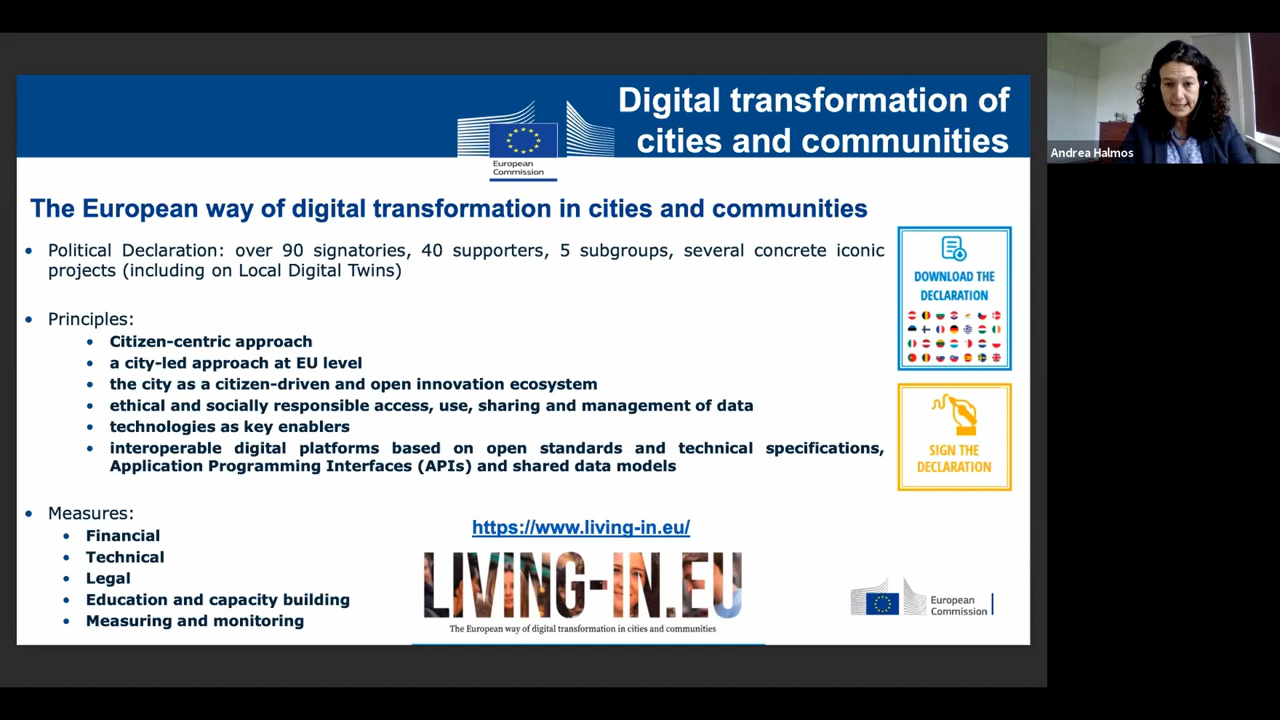 Digital transformation of
cities and communities
European
Commission
The European way of digital transformation in cities and communities
• Political Declaration: over 90 signatories, 40 supporters, 5 subgroups, several concrete iconic
projects (including on Local Digital Twins)
• Principles:
• Citizen-centric approach
• a city-led approach at EU level
• the city as a citizen-driven and open innovation ecosystem
• ethical and socially responsible access, use, sharing and management of data
• technologies as key enablers
• interoperable digital platforms based on open standards and technical specifications,
Application Programming Interfaces (APIs) and shared data models
• Measures:
• Financial
• Technical
• Legal
• Education and capacity building
• Measuring and monitoring
https://www.living-in.eu/
LIVING-IN.EU
The European way of digital transformation in cities and communities
DOWNLOAD THE
DECLARATION
SIGN THE
DECLARATION
European
Commission
Andrea Halmos